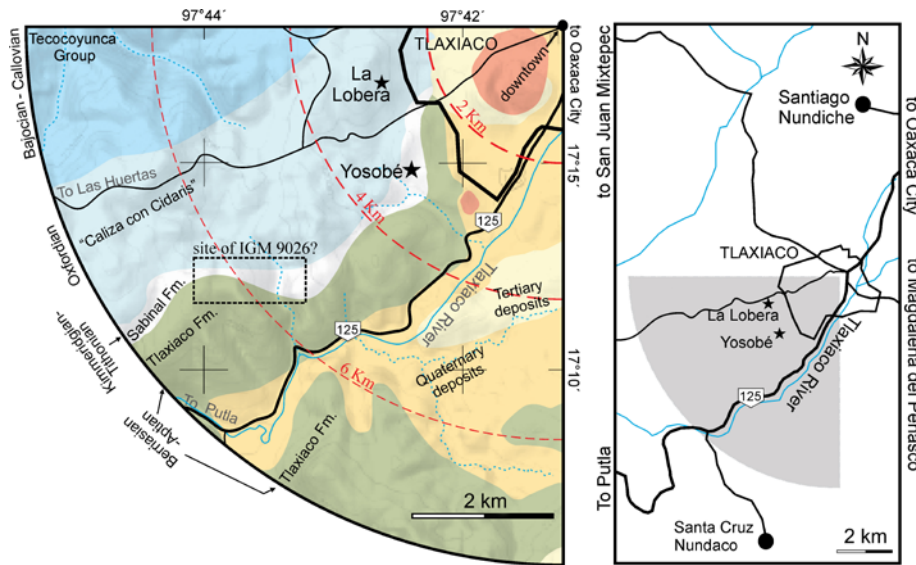 97°44´
97°42´
Tecocoyunca
Group
TLAXIACO
to Oaxaca City
downtown
La
Lobera
2 Km
Bajocian - Callovian
17°15´
Yosobé
To Las Huertas
"Caliza con Cidaris"
4 Km
125
Oxfordian
site of IGM 9026?
Tlaxiaco River
Tertiary
deposits
Sabinal Fm.
Tlaxiaco Fm.
125
Kimmeridgian-
Tithonian
17°10´
6 Km
Quaternary
deposits
To Putla
Berriasian
-Aptian
Tlaxiaco Fm.
2 km
N
Santiago
Nundiche
to San Juan Mixtepec
to Oaxaca City
TLAXIACO
La Lobera
Yosobé
to Magdalena del Peñasco
Tlaxiaco River
125
To Putla
Santa Cruz
Nundaco
2 km